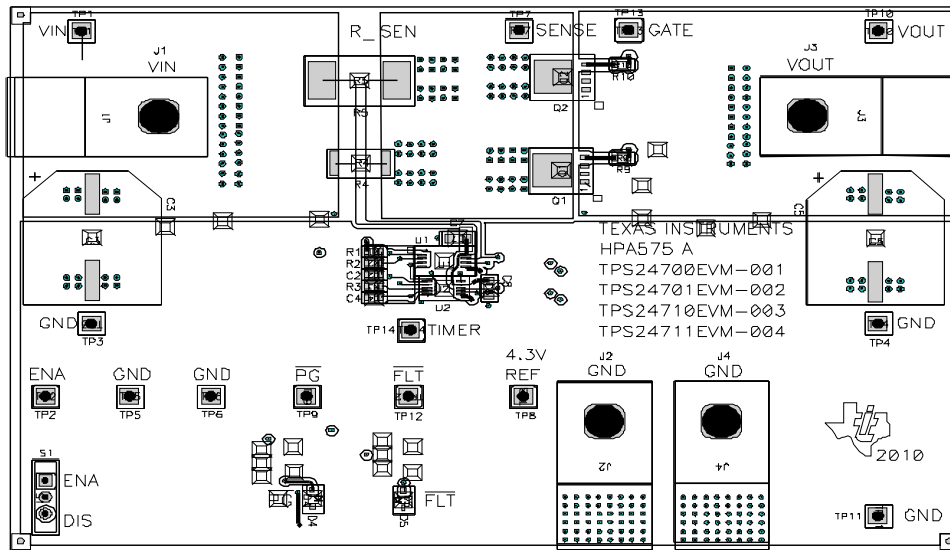 TP1
VIN
R_SEN
TP7
SENSE
TP13
GATE
TP10
VOUT
J1
VIN
J3
VOUT
J1
J3
R5
Q2
R10
R4
Q1
R9
C3
C5
TEXAS INSTRUMENTS
HPA575 A
TPS24700EVM-001
TPS24701EVM-002
TPS24710EVM-003
TPS24711EVM-004
U1
R1
R2
C2
R3
C4
U2
GND
TP3
TP14
TIMER
GND
TP4
ENA
TP2
GND
TP5
GND
TP6
PG
TP9
FLT
TP12
4.3V
REF
TP8
J2
GND
J4
GND
J2
J4
2010
S1
ENA
DIS
D4
D5
FLT
TP11
GND